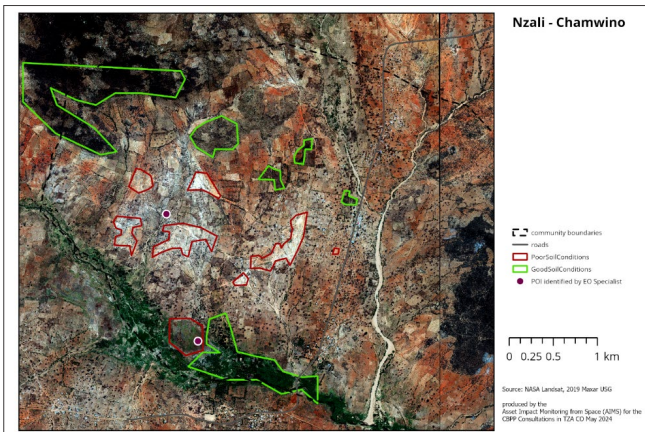 Nzali - Chamwino
community boundaries
roads
PoorSoilConditions
GoodSoilConditions
POI identified by EO Specialist
0 0.25 0.5 1 km
Source: NASA Landsat, 2019 Maxar USG
produced by the
Asset Impact Monitoring from Space (AIMS) for the
CBPP Consultations in TZA CO May 2024